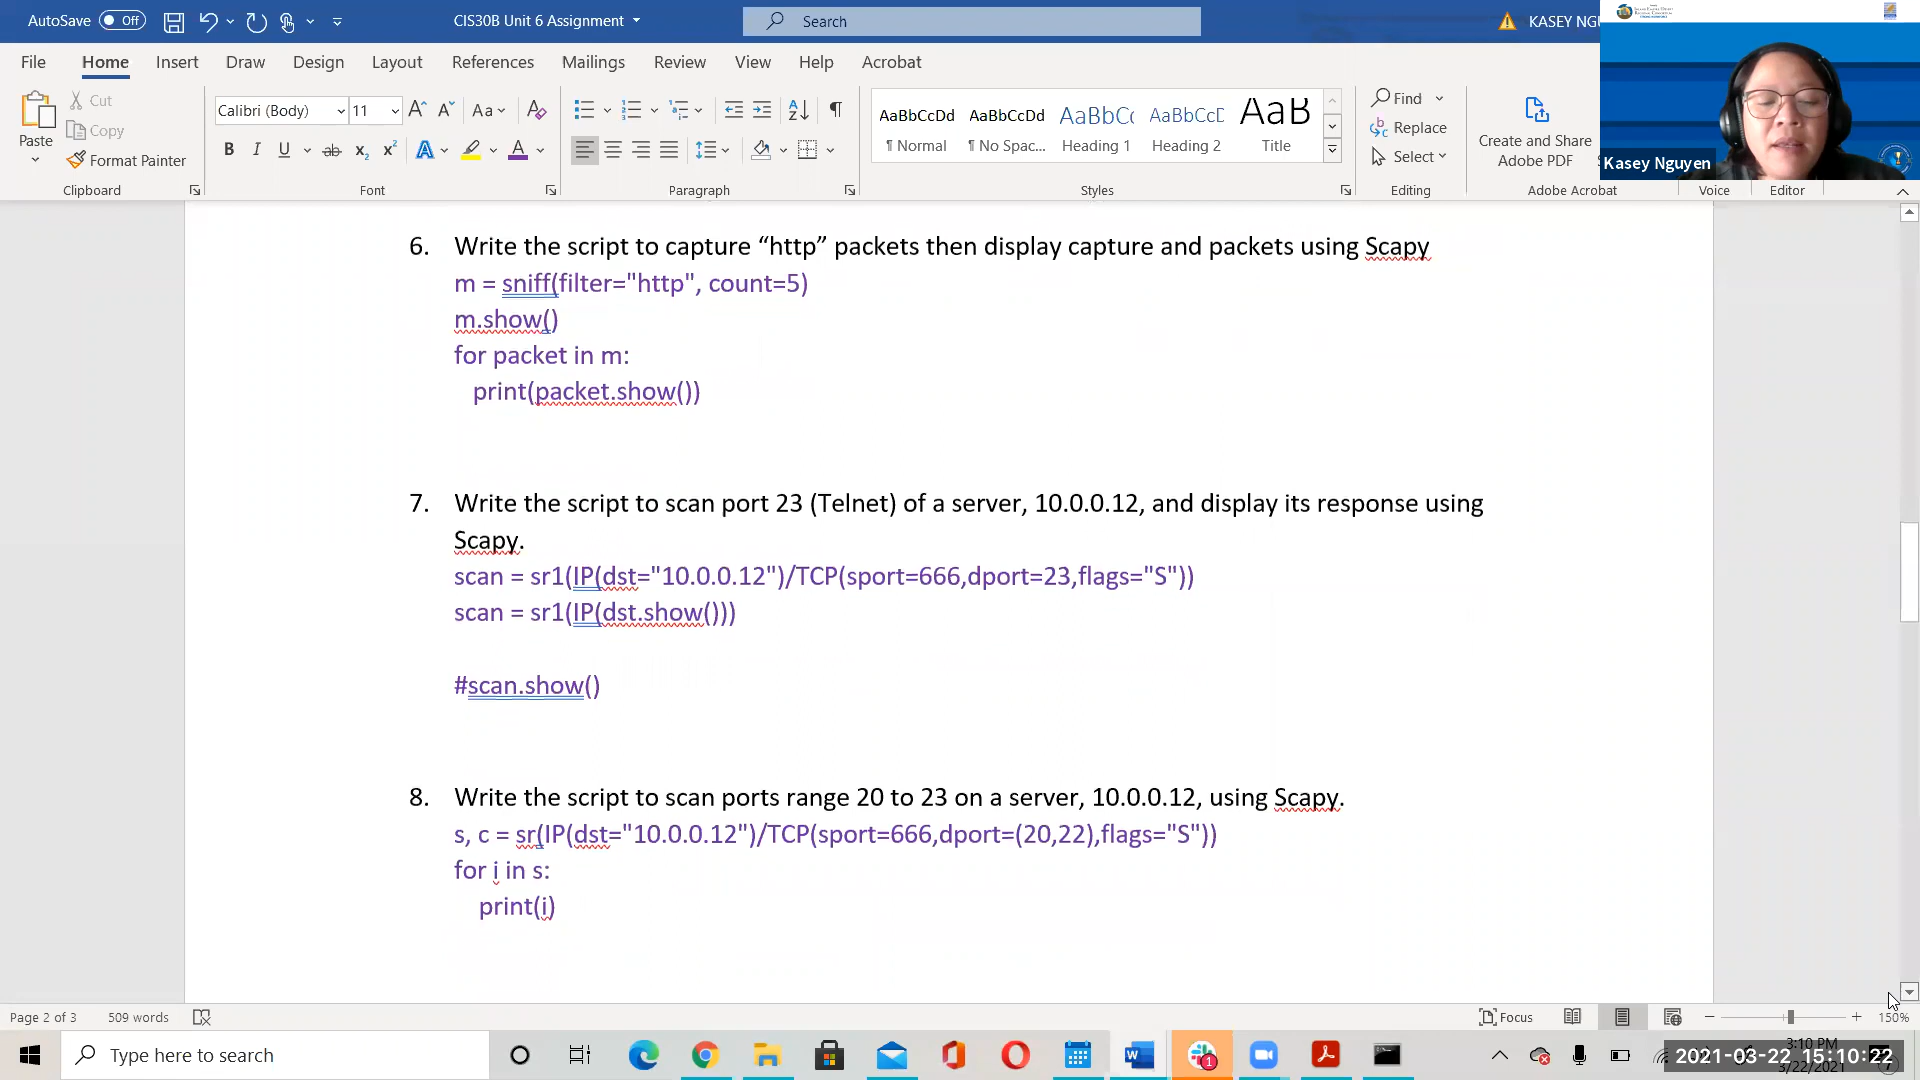 AutoSave Off
CIS30B Unit 6 Assignment
Search
KASEY NGU
File Home Insert Draw Design Layout References Mailings Review View Help Acrobat
Paste
Cut
Copy
Format Painter
Clipboard
Calibri (Body) 11
Font
Paragraph
AaBbCcDd ¶ Normal
AaBbCcDd ¶ No Spac...
AaBbCc Heading 1
AaBbCcD Heading 2
AaB Title
Styles
Find
Replace
Select
Editing
Create and Share
Adobe PDF
Adobe Acrobat
Voice
Editor
Kasey Nguyen
6. Write the script to capture “http” packets then display capture and packets using Scapy
m = sniff(filter="http", count=5)
m.show()
for packet in m:
print(packet.show())
7. Write the script to scan port 23 (Telnet) of a server, 10.0.0.12, and display its response using
Scapy.
scan = sr1(IP(dst="10.0.0.12")/TCP(sport=666,dport=23,flags="S"))
scan = sr1(IP(dst.show()))
#scan.show()
8. Write the script to scan ports range 20 to 23 on a server, 10.0.0.12, using Scapy.
s, c = sr(IP(dst="10.0.0.12")/TCP(sport=666,dport=(20,22),flags="S"))
for i in s:
print(i)
Page 2 of 3 509 words
Focus
150%
Type here to search
3:10 PM
2021-03-22 15:10:22
3/22/2021